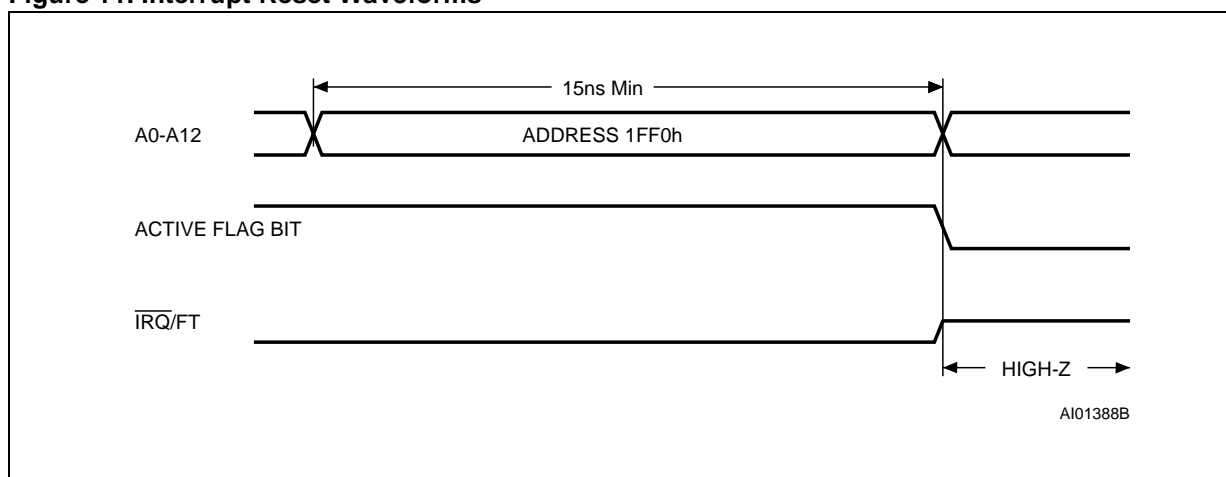 Figure 11. Interrupt Reset Waveforms
15ns Min
A0-A12
ADDRESS 1FF0h
ACTIVE FLAG BIT
IRQ/FT
HIGH-Z
AI01388B